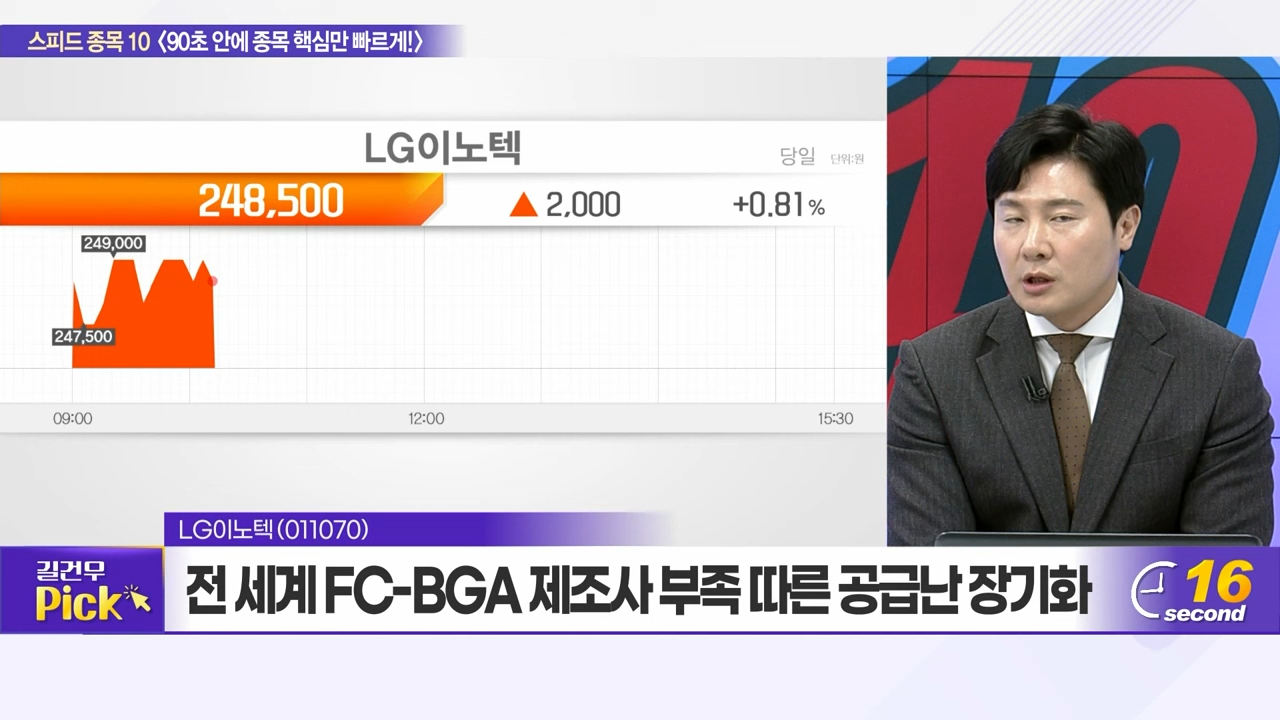 스피드 종목 10 <90초 안에 종목 핵심만 빠르게!>
LG이노텍
당일 단위:원
248,500 ▲ 2,000 +0.81%
249,000
247,500
09:00 12:00 15:30
LG이노텍(011070)
길건무
Pick
전 세계 FC-BGA 제조사 부족 따른 공급난 장기화
16
second